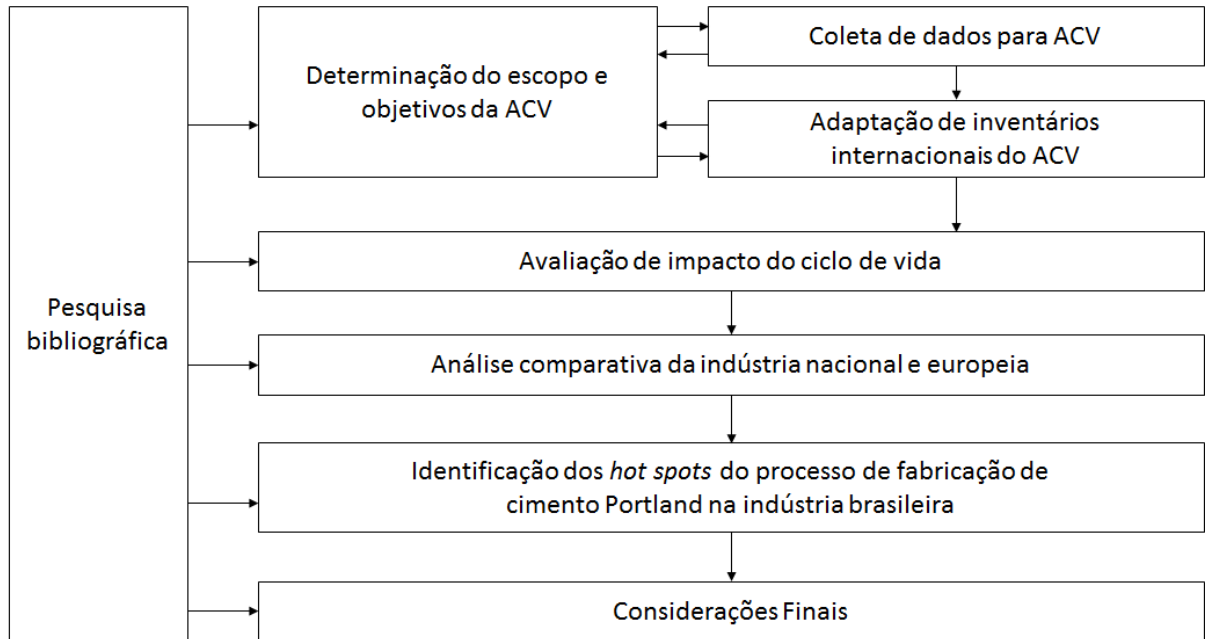 Pesquisa
bibliográfica
Determinação do escopo e
objetivos da ACV
Coleta de dados para ACV
Adaptação de inventários
internacionais do ACV
Avaliação de impacto do ciclo de vida
Análise comparativa da indústria nacional e europeia
Identificação dos hot spots do processo de fabricação de
cimento Portland na indústria brasileira
Considerações Finais